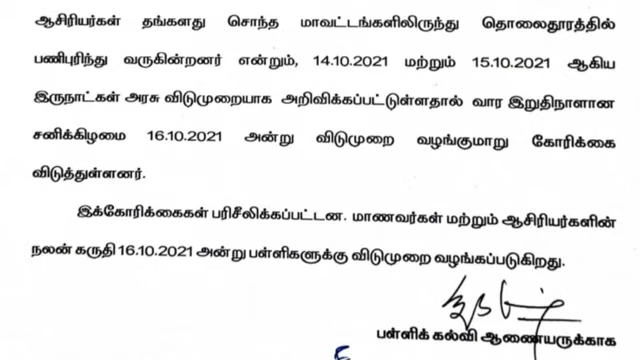 ஆசிரியர்கள் தங்களது சொந்த மாவட்டங்களிலிருந்து தொலைதூரத்தில்
பணிபுரிந்து வருகின்றனர் என்றும், 14.10.2021 மற்றும் 15.10.2021 ஆகிய
இருநாட்கள் அரசு விடுமுறையாக அறிவிக்கப்பட்டுள்ளதால் வார இறுதிநாளான
சனிக்கிழமை 16.10.2021 அன்று விடுமுறை வழங்குமாறு கோரிக்கை
விடுத்துள்ளனர்.
இக்கோரிக்கைகள் பரிசீலிக்கப்பட்டன. மாணவர்கள் மற்றும் ஆசிரியர்களின்
நலன் கருதி 16.10.2021 அன்று பள்ளிகளுக்கு விடுமுறை வழங்கப்படுகிறது.
பள்ளிக் கல்வி ஆணையருக்காக